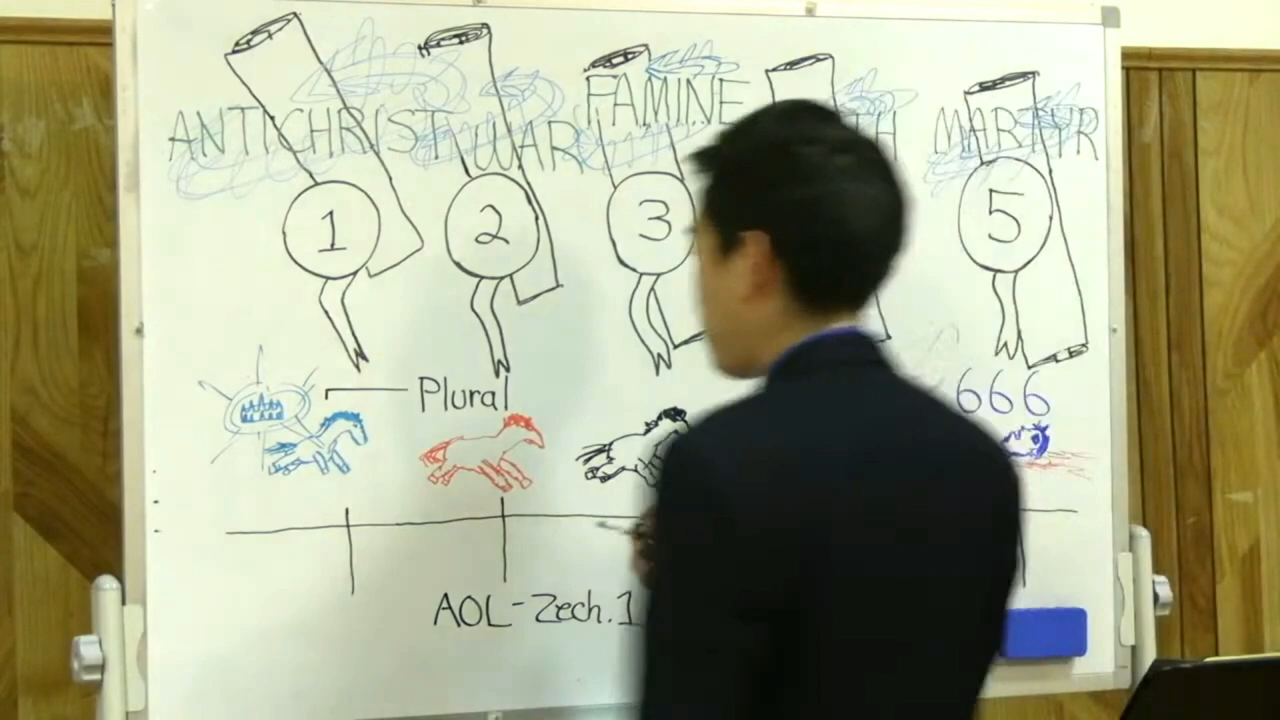 ANTICHRIST WAR FAMINE TH MARTYR
1 2 3 5
Plural
666
AOL-Zech.1